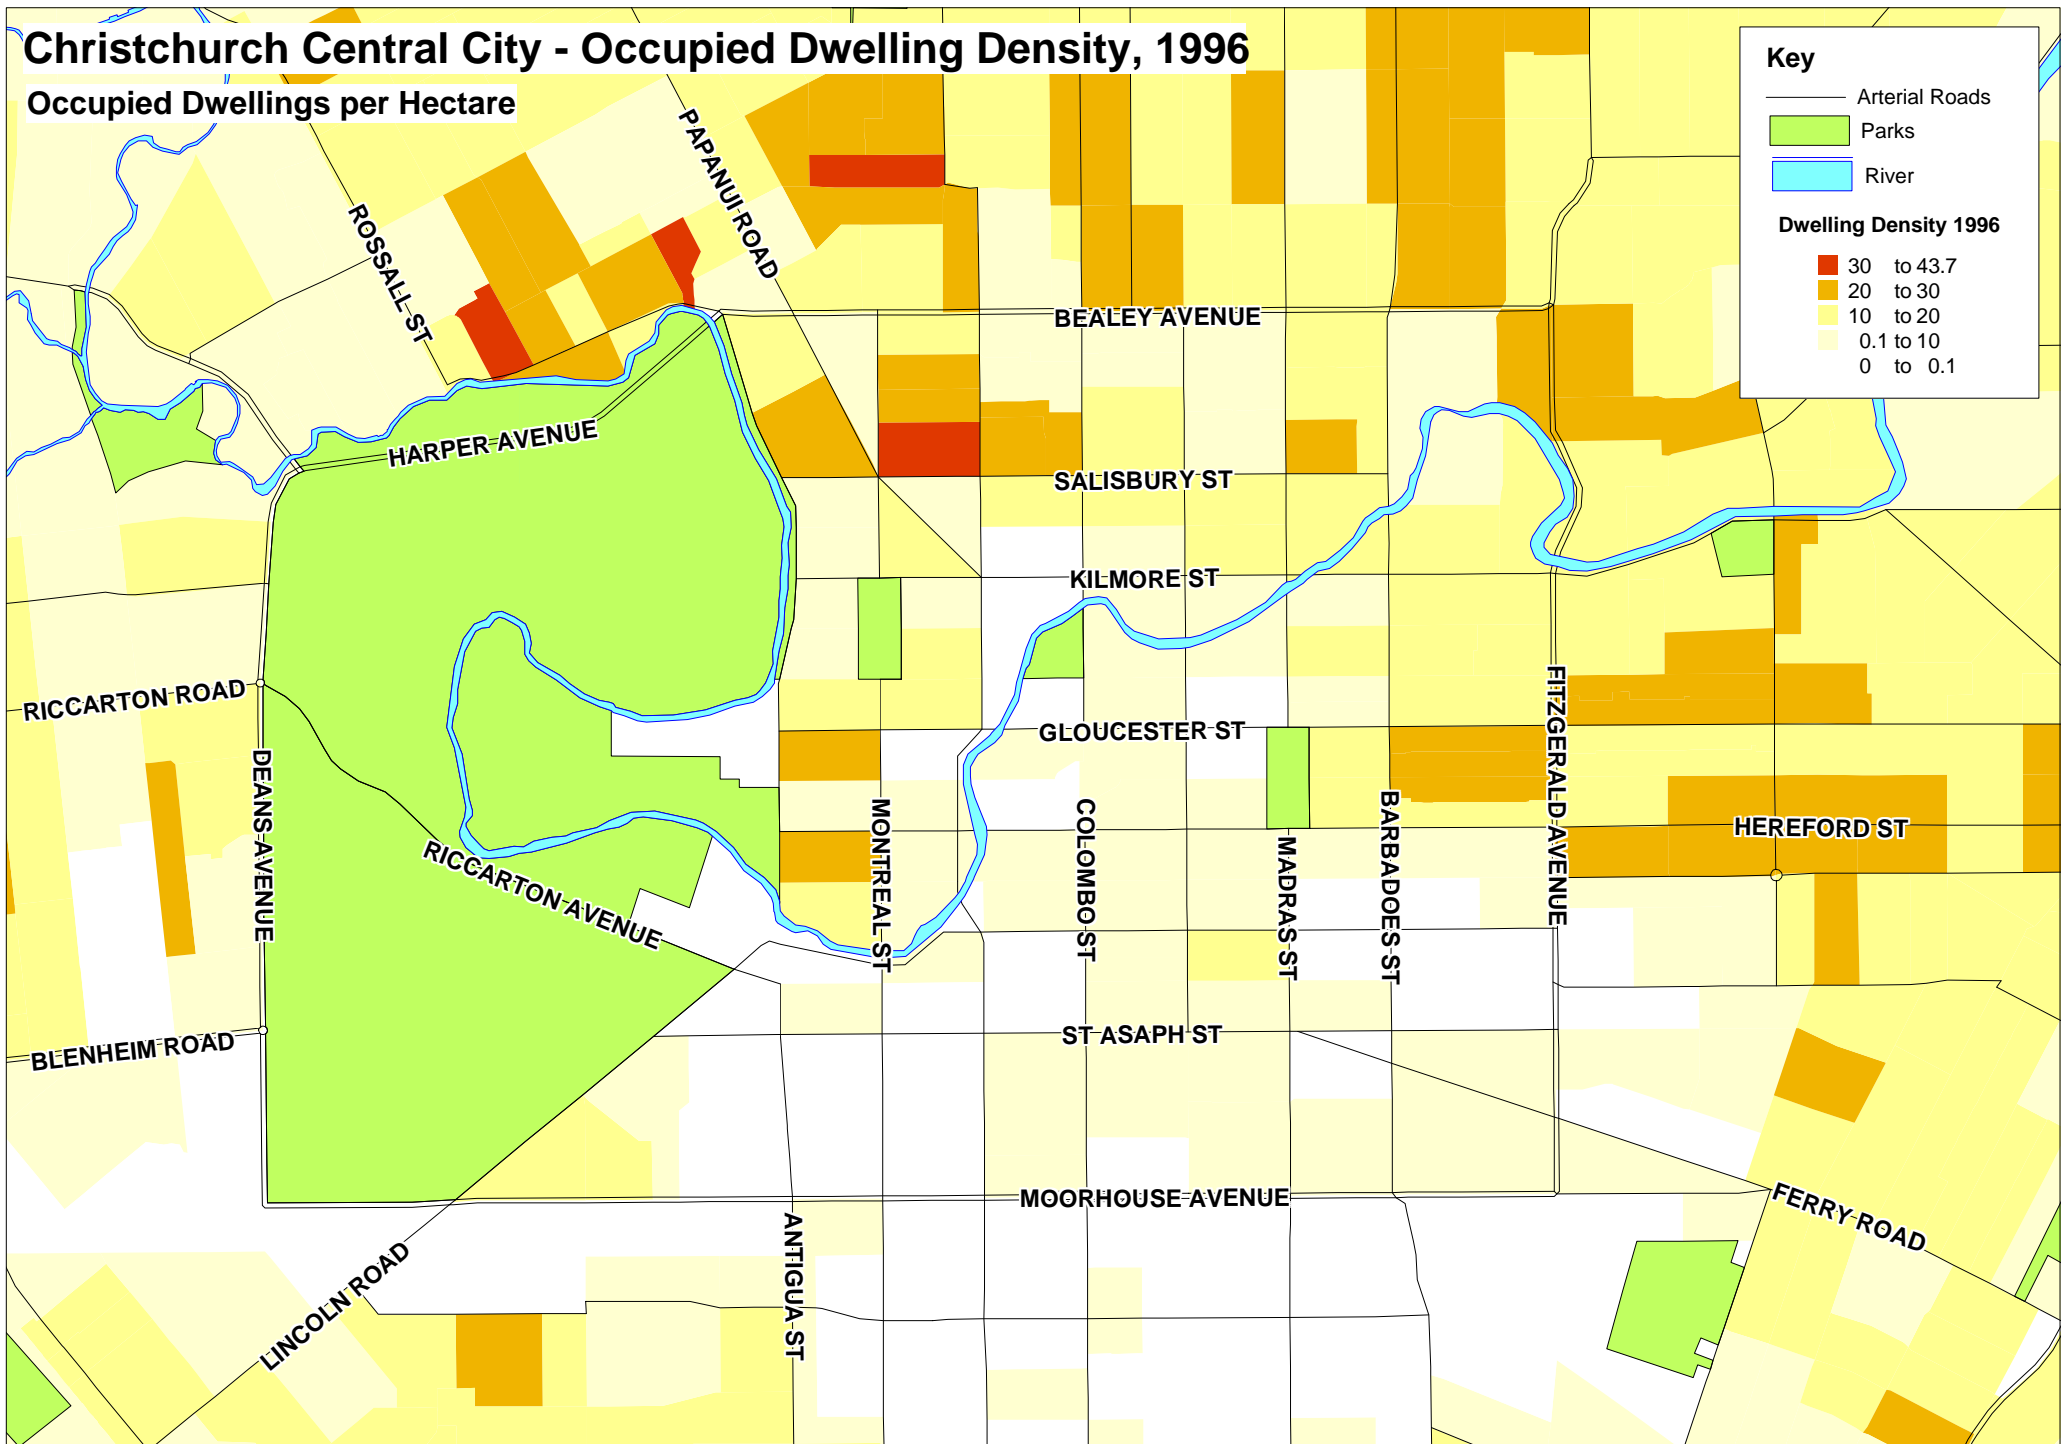 Christchurch Central City - Occupied Dwelling Density, 1996
Occupied Dwellings per Hectare
Key
Arterial Roads
Parks
River
Dwelling Density 1996
30 to 43.7
20 to 30
10 to 20
0.1 to 10
0 to 0.1
PAPANUI ROAD
ROSSALL ST
BEALEY AVENUE
HARPER AVENUE
SALISBURY ST
KILMORE ST
RICCARTON ROAD
GLOUCESTER ST
FITZGERALD AVENUE
DEANS AVENUE
MONTREAL ST
COLOMBO ST
MADRAS ST
BARBADOES ST
HEREFORD ST
RICCARTON AVENUE
BLENHEIM ROAD
ST ASAPH ST
MOORHOUSE AVENUE
FERRY ROAD
ANTIGUA ST
LINCOLN ROAD